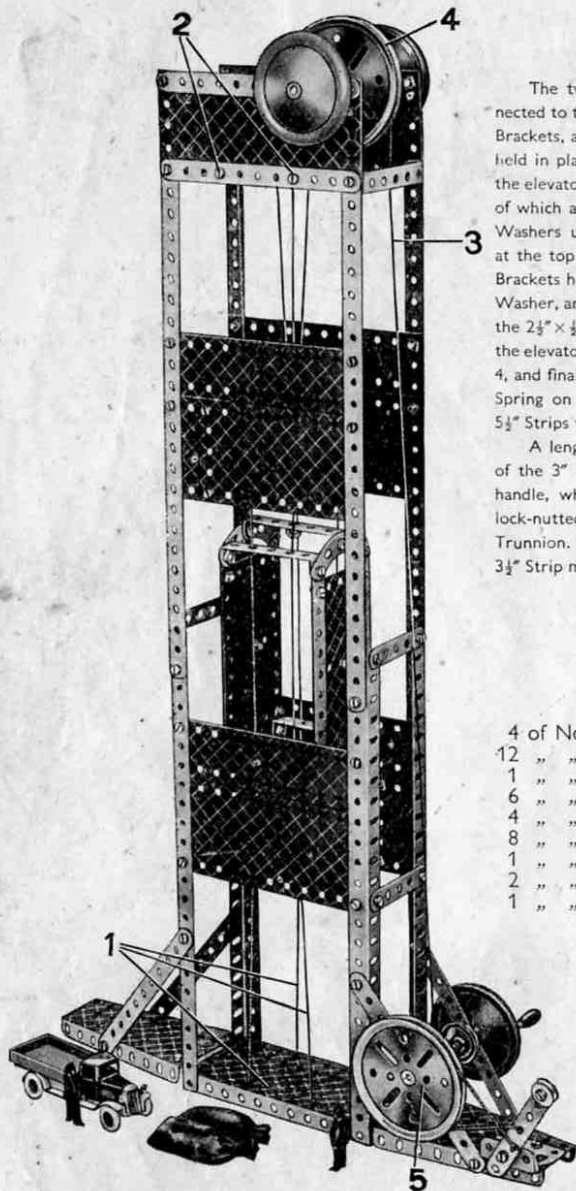 2
4
The tw
nected to t
Brackets, a
held in pla
the elevato
of which a
Washers u
at the top
3
Brackets h
Washer, an
the 2½″ × ½
the elevato
4, and fina
Spring on
5½″ Strips
A leng
of the 3″
handle, wh
lock-nutte
Trunnion.
3½″ Strip m
4 of No
12 „ „
1 „ „
6 „ „
4 „ „
8 „ „
1 „ „
2 „ „
1 „ „
1
5